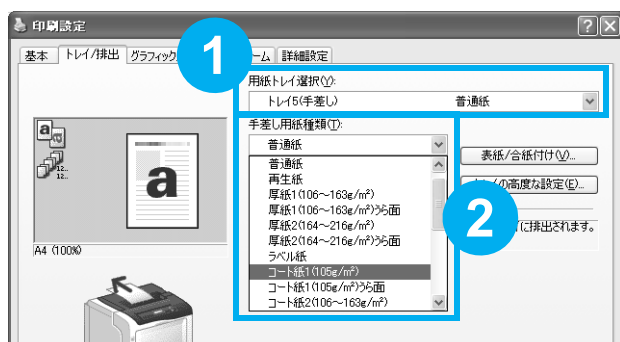 印刷設定
基本 トレイ/排出 グラフィック ーム 詳細設定
1
用紙トレイ選択(Y):
トレイ5(手差し) 普通紙
手差し用紙種類(T):
普通紙
普通紙
再生紙
厚紙1(106～163g/m²)
厚紙1(106～163g/m²)うら面
厚紙2(164～216g/m²)
厚紙2(164～216g/m²)うら面
ラベル紙
コート紙1(105g/m²)
コート紙1(105g/m²)うら面
コート紙2(106～163g/m²)
2
表紙/合紙付け(V)...
の高度な設定(E)...
に排出されます。
a
a
12..
12..
a
A4 (100%)